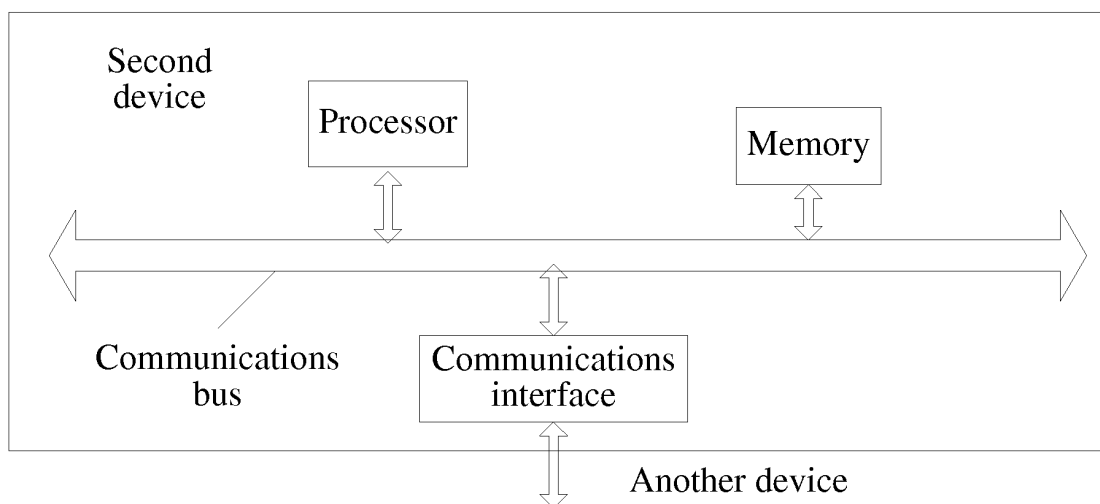 Second
device
Processor
Memory
Communications
bus
Communications
interface
Another device